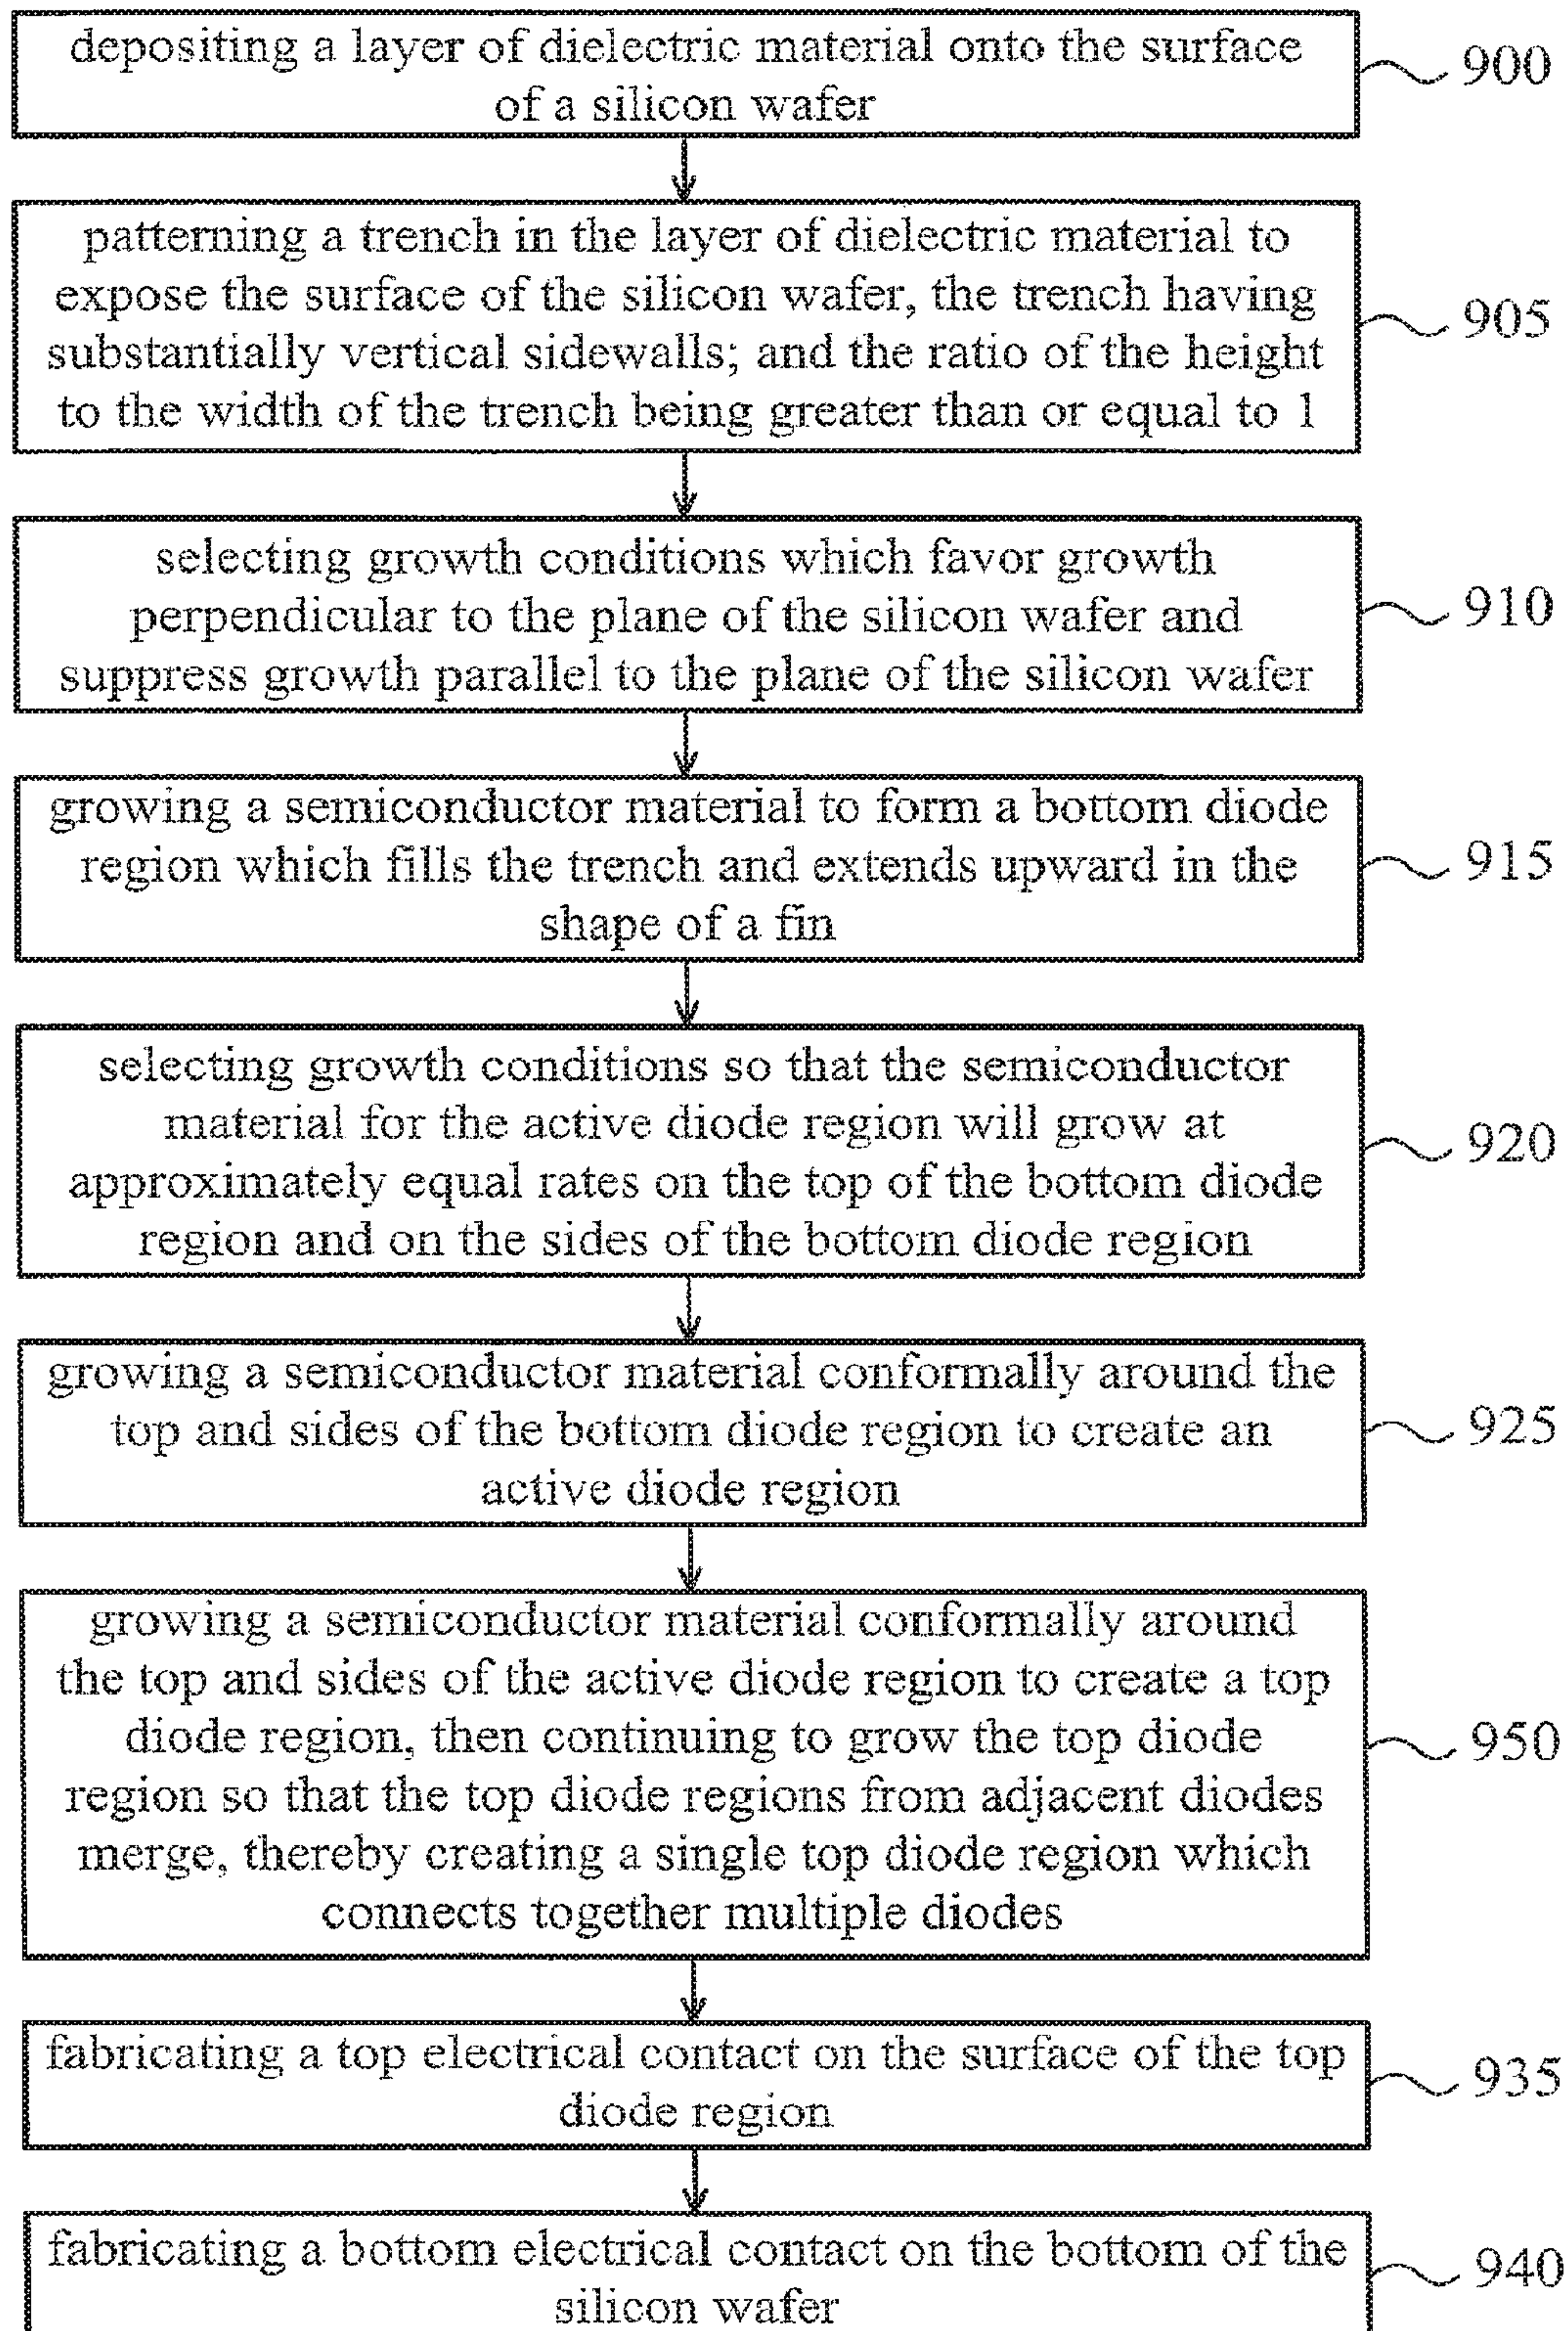 depositing a layer of dielectric material onto the surface
of a silicon wafer
900
patterning a trench in the layer of dielectric material to
expose the surface of the silicon wafer, the trench having
substantially vertical sidewalls; and the ratio of the height
to the width of the trench being greater than or equal to 1
905
selecting growth conditions which favor growth
perpendicular to the plane of the silicon wafer and
suppress growth parallel to the plane of the silicon wafer
910
growing a semiconductor material to form a bottom diode
region which fills the trench and extends upward in the
shape of a fin
915
selecting growth conditions so that the semiconductor
material for the active diode region will grow at
approximately equal rates on the top of the bottom diode
region and on the sides of the bottom diode region
920
growing a semiconductor material conformally around the
top and sides of the bottom diode region to create an
active diode region
925
growing a semiconductor material conformally around
the top and sides of the active diode region to create a top
diode region, then continuing to grow the top diode
region so that the top diode regions from adjacent diodes
merge, thereby creating a single top diode region which
connects together multiple diodes
950
fabricating a top electrical contact on the surface of the top
diode region
935
fabricating a bottom electrical contact on the bottom of the
silicon wafer
940